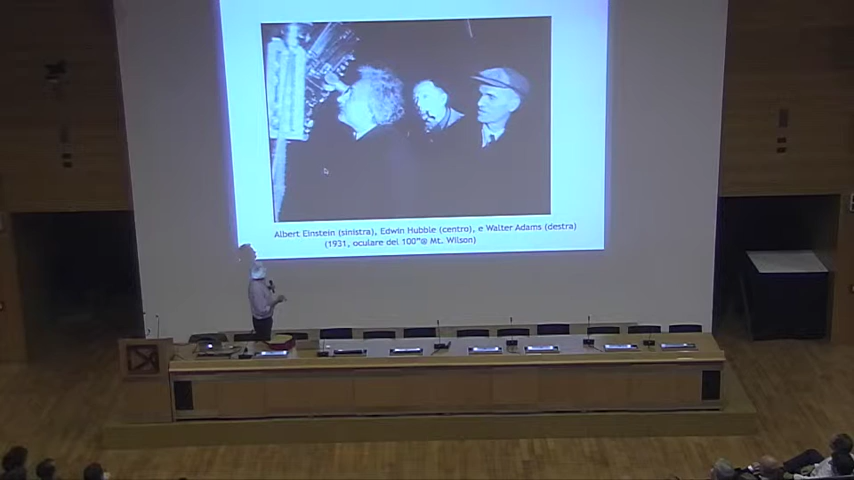 Albert Einstein (sinistra), Edwin Hubble (centro), e Walter Adams (destra)
(1931, oculare del 100"@ Mt. Wilson)